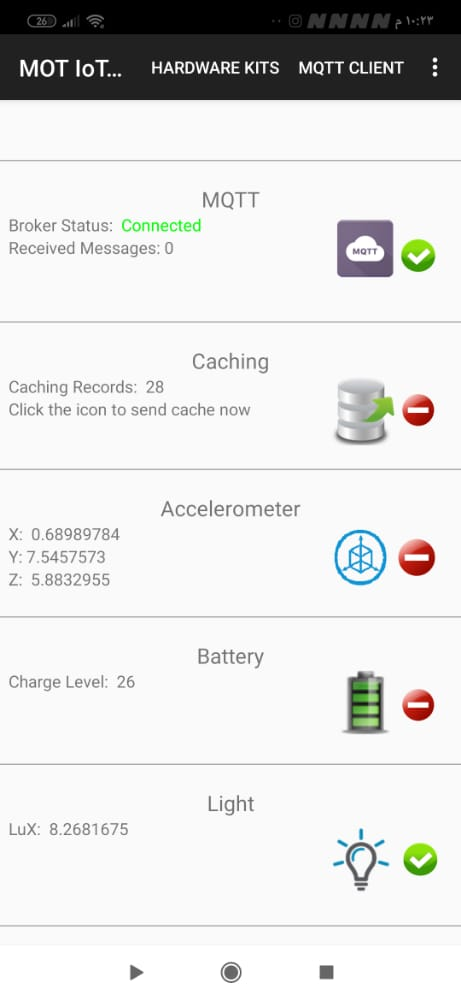 26
١٠:٢٣ م
MOT IoT...
HARDWARE KITS
MQTT CLIENT
MQTT
Broker Status: Connected
Received Messages: 0
MQTT
Caching
Caching Records: 28
Click the icon to send cache now
Accelerometer
X: 0.68989784
Y: 7.5457573
Z: 5.8832955
Battery
Charge Level: 26
Light
LuX: 8.2681675